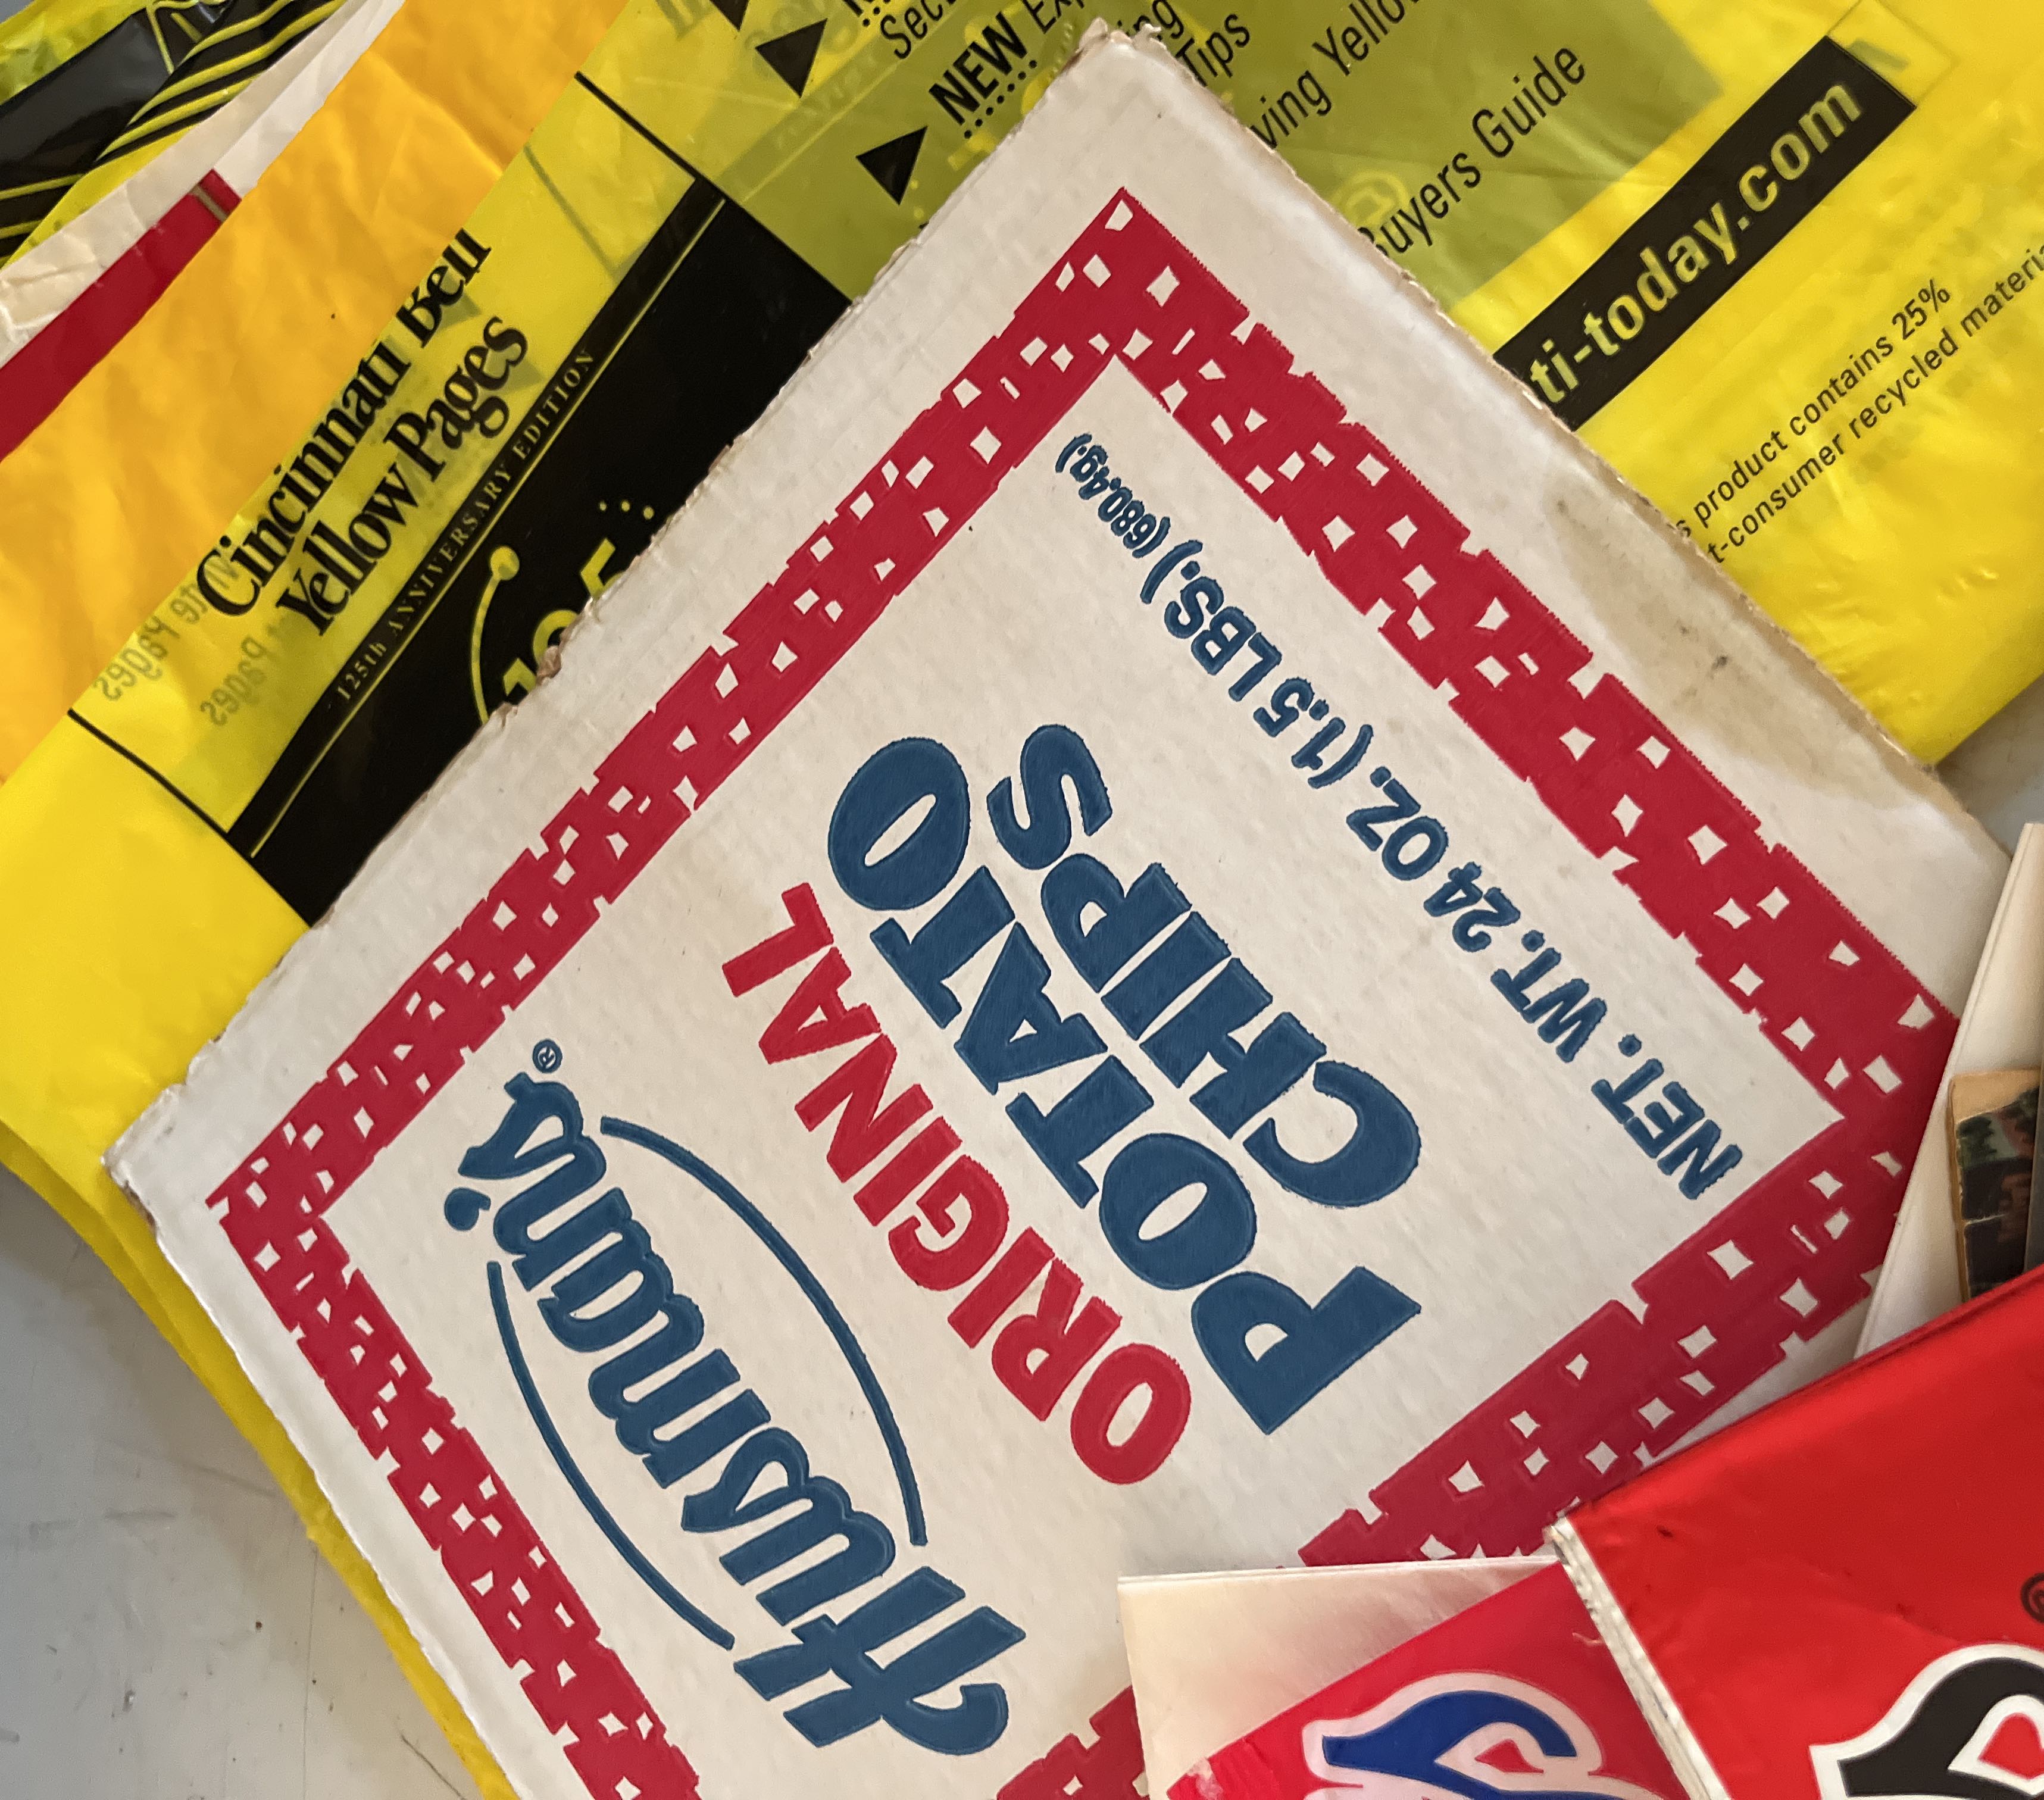 Husman's®
ORIGINAL
POTATO
CHIPS
NET. WT. 24 OZ. (1.5 LBS.) (680.4g.)
Cincinnati Bell
Yellow Pages
125th ANNIVERSARY EDITION
NEW
Tips
Buyers Guide
ti-today.com
product contains 25%
t-consumer recycled